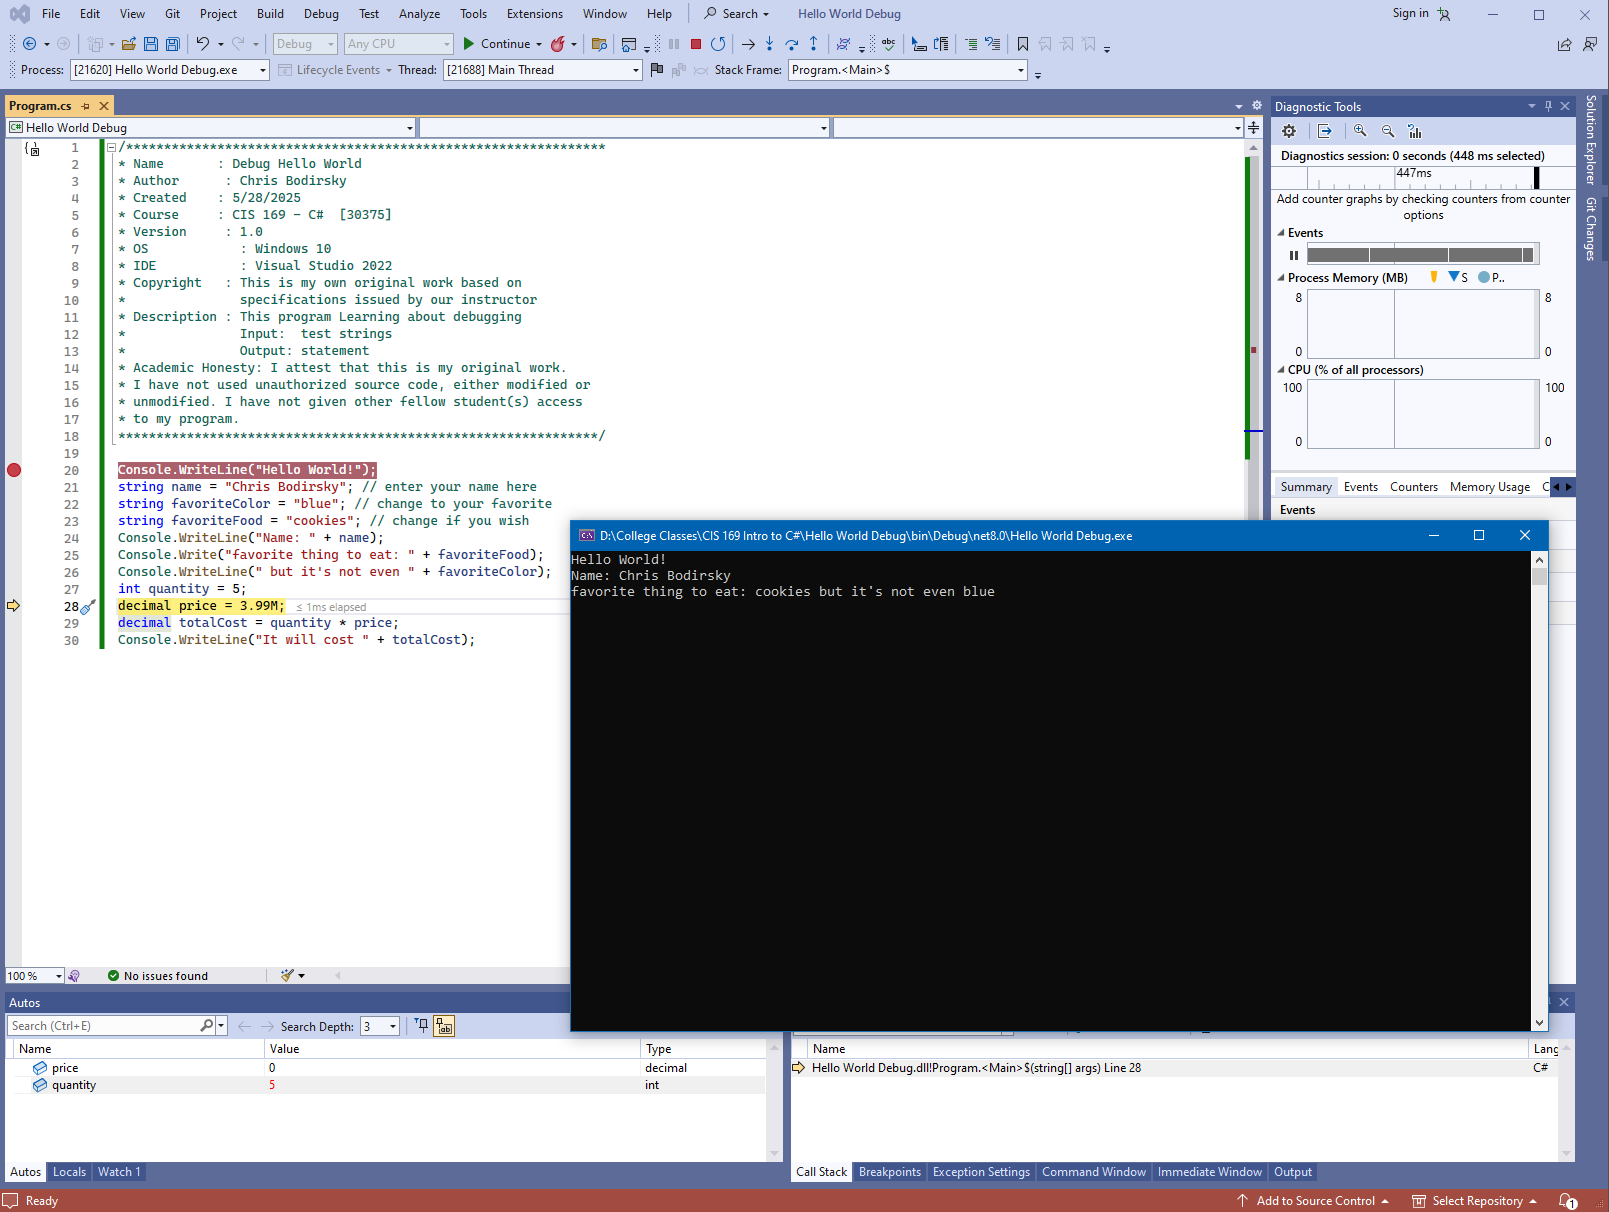 File Edit View Git Project Build Debug Test Analyze Tools Extensions Window Help Search Hello World Debug Sign in
Debug Any CPU Continue
Process: [21620] Hello World Debug.exe Lifecycle Events Thread: [21688] Main Thread Stack Frame: Program.<Main>$
Program.cs
C# Hello World Debug
1 /***************************************************************
2 * Name : Debug Hello World
3 * Author : Chris Bodirsky
4 * Created : 5/28/2025
5 * Course : CIS 169 - C# [30375]
6 * Version : 1.0
7 * OS : Windows 10
8 * IDE : Visual Studio 2022
9 * Copyright : This is my own original work based on
10 * specifications issued by our instructor
11 * Description : This program Learning about debugging
12 * Input: test strings
13 * Output: statement
14 * Academic Honesty: I attest that this is my original work.
15 * I have not used unauthorized source code, either modified or
16 * unmodified. I have not given other fellow student(s) access
17 * to my program.
18 ***************************************************************/
19
20 Console.WriteLine("Hello World!");
21 string name = "Chris Bodirsky"; // enter your name here
22 string favoriteColor = "blue"; // change to your favorite
23 string favoriteFood = "cookies"; // change if you wish
24 Console.WriteLine("Name: " + name);
25 Console.Write("favorite thing to eat: " + favoriteFood);
26 Console.WriteLine(" but it's not even " + favoriteColor);
27 int quantity = 5;
28 decimal price = 3.99M; ≤ 1ms elapsed
29 decimal totalCost = quantity * price;
30 Console.WriteLine("It will cost " + totalCost);
100 % No issues found
Diagnostic Tools
Diagnostics session: 0 seconds (448 ms selected)
447ms
Add counter graphs by checking counters from counter
options
Events
Process Memory (MB) S P..
8 8
0 0
CPU (% of all processors)
100 100
0 0
Summary Events Counters Memory Usage C
Events
Solution Explorer
Git Changes
D:\College Classes\CIS 169 Intro to C#\Hello World Debug\bin\Debug\net8.0\Hello World Debug.exe
Hello World!
Name: Chris Bodirsky
favorite thing to eat: cookies but it's not even blue
Autos
Search (Ctrl+E) Search Depth: 3
Name Value Type
price 0 decimal
quantity 5 int
Autos Locals Watch 1
Name Lang
Hello World Debug.dll!Program.<Main>$(string[] args) Line 28 C#
Call Stack Breakpoints Exception Settings Command Window Immediate Window Output
Ready Add to Source Control Select Repository 1